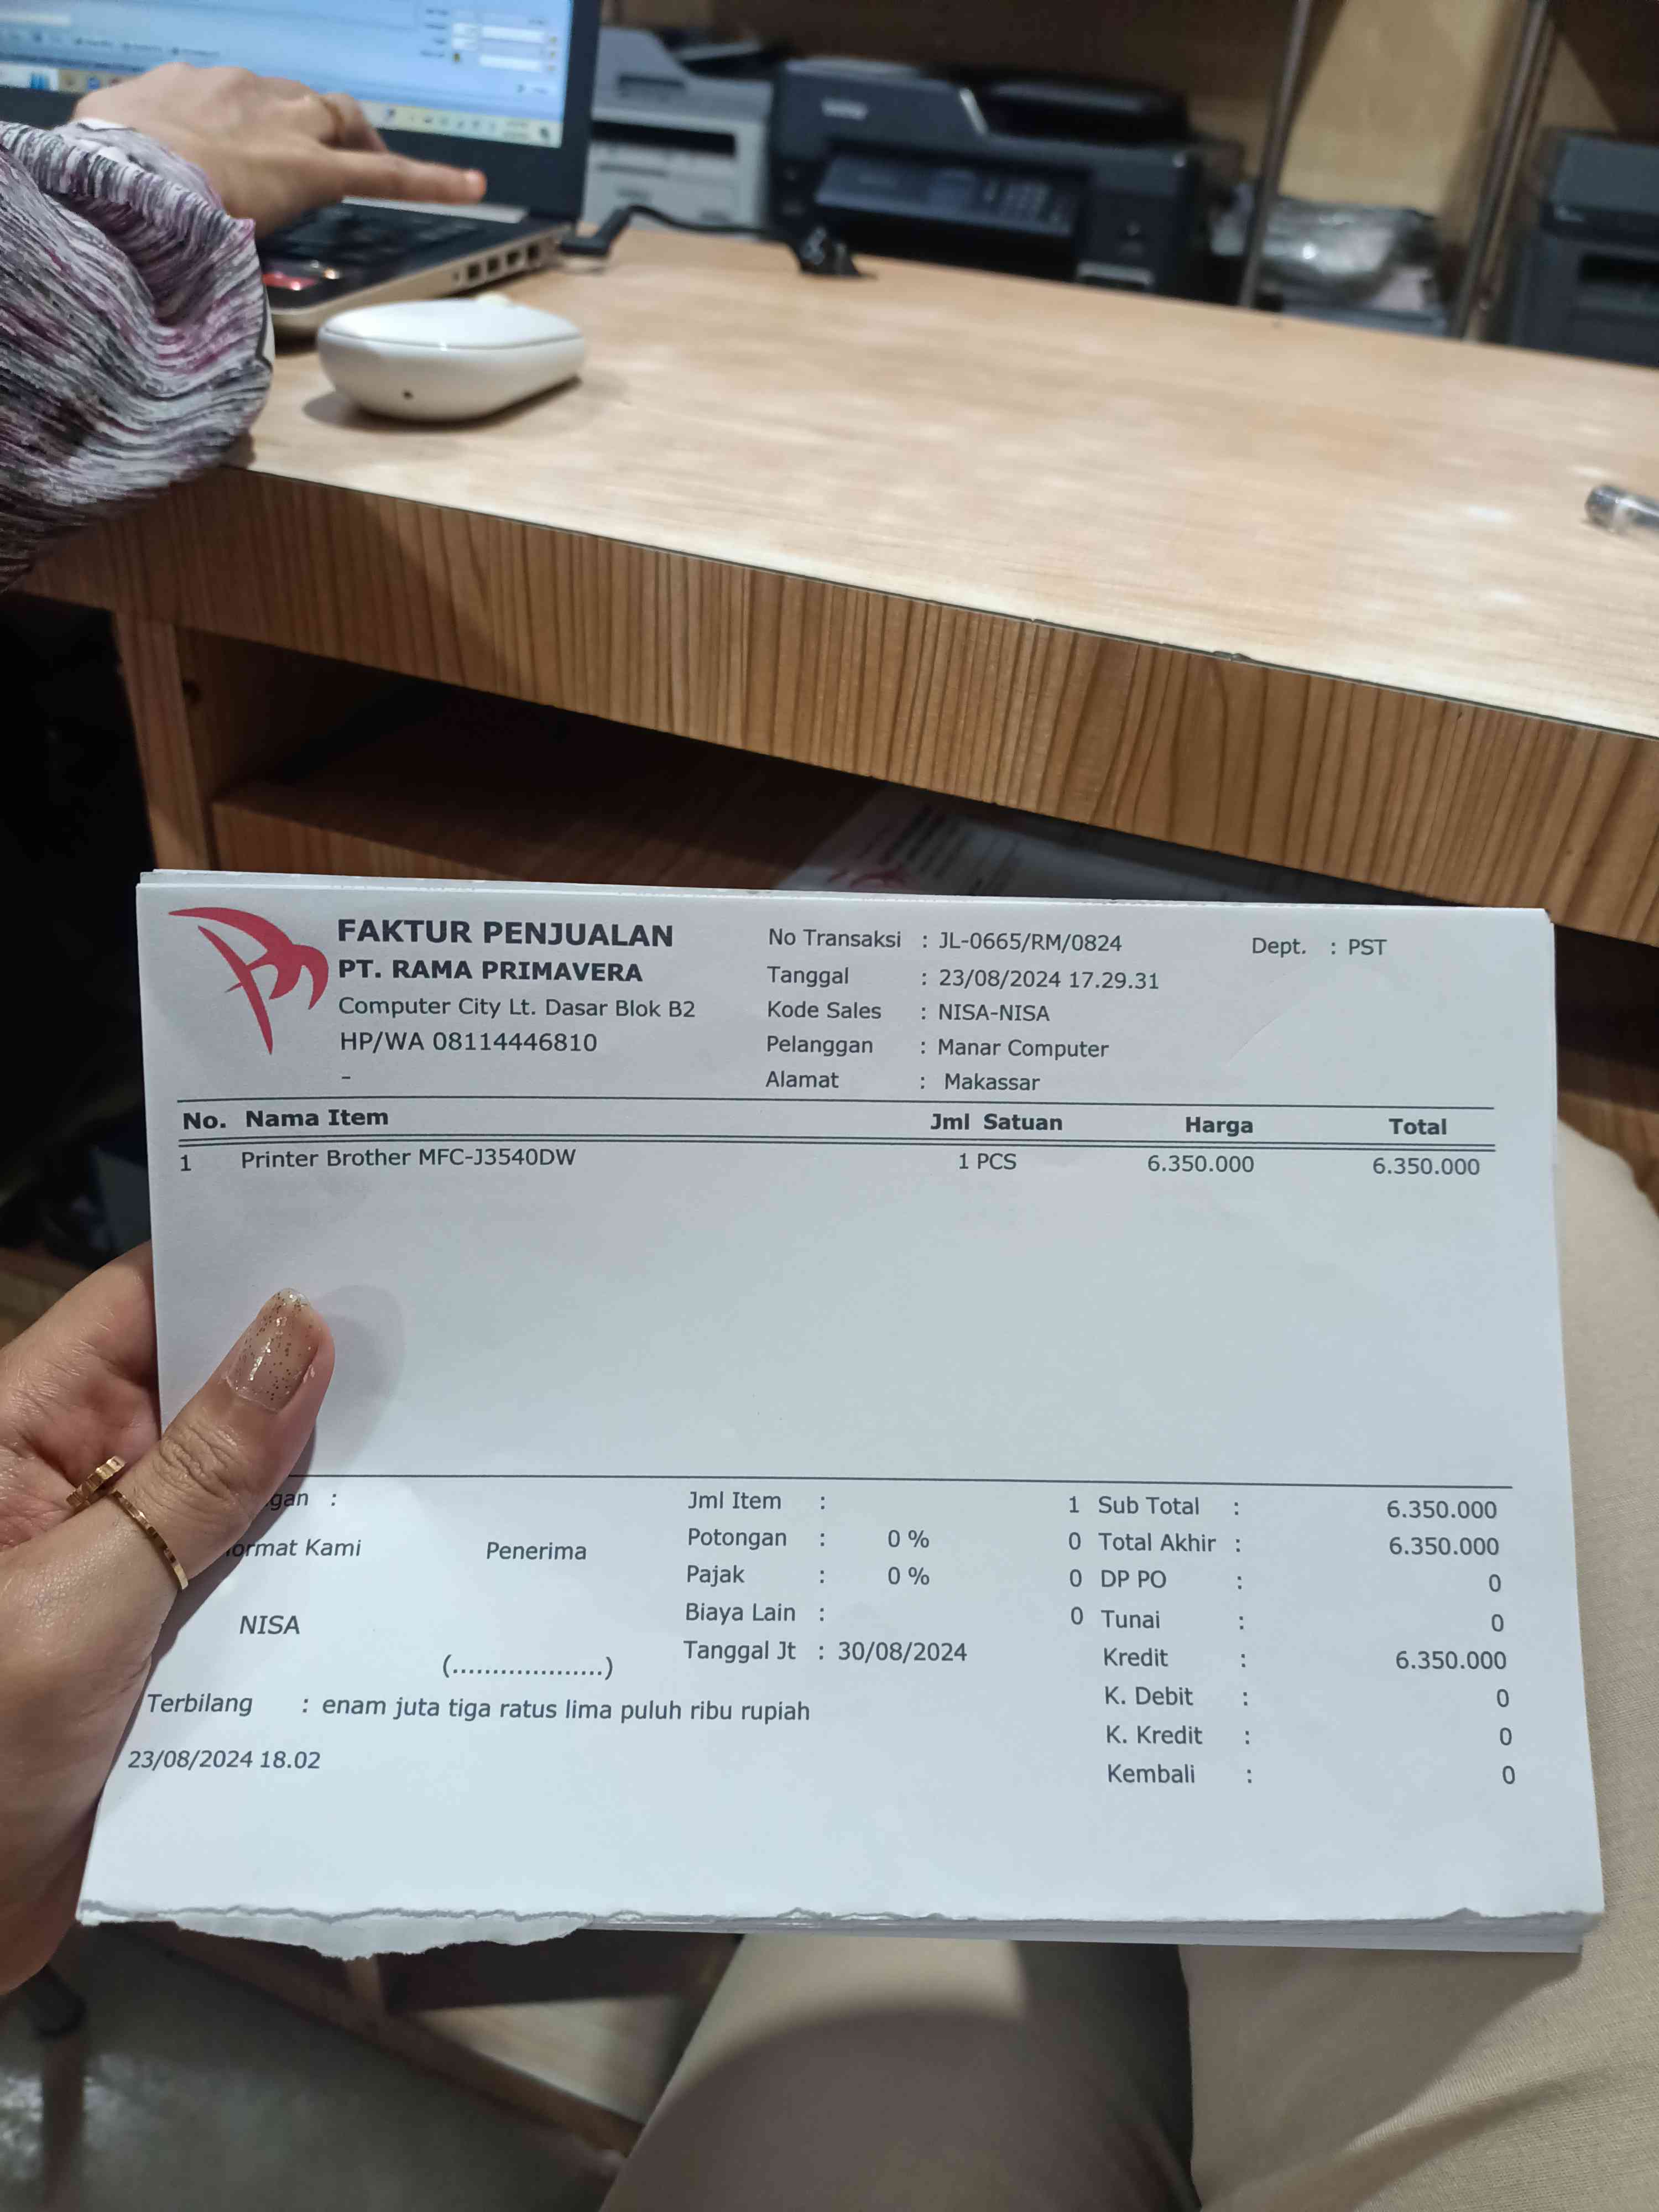 brother
FAKTUR PENJUALAN
PT. RAMA PRIMAVERA
Computer City Lt. Dasar Blok B2
HP/WA 08114446810
-
No Transaksi : JL-0665/RM/0824
Dept. : PST
Tanggal : 23/08/2024 17.29.31
Kode Sales : NISA-NISA
Pelanggan : Manar Computer
Alamat : Makassar
No. Nama Item Jml Satuan Harga Total
1 Printer Brother MFC-J3540DW 1 PCS 6.350.000 6.350.000
gan :
ormat Kami Penerima
NISA
(...................)
Jml Item : 1
Potongan : 0 % 0
Pajak : 0 % 0
Biaya Lain : 0
Tanggal Jt : 30/08/2024
Sub Total : 6.350.000
Total Akhir : 6.350.000
DP PO : 0
Tunai : 0
Kredit : 6.350.000
K. Debit : 0
K. Kredit : 0
Kembali : 0
Terbilang : enam juta tiga ratus lima puluh ribu rupiah
23/08/2024 18.02